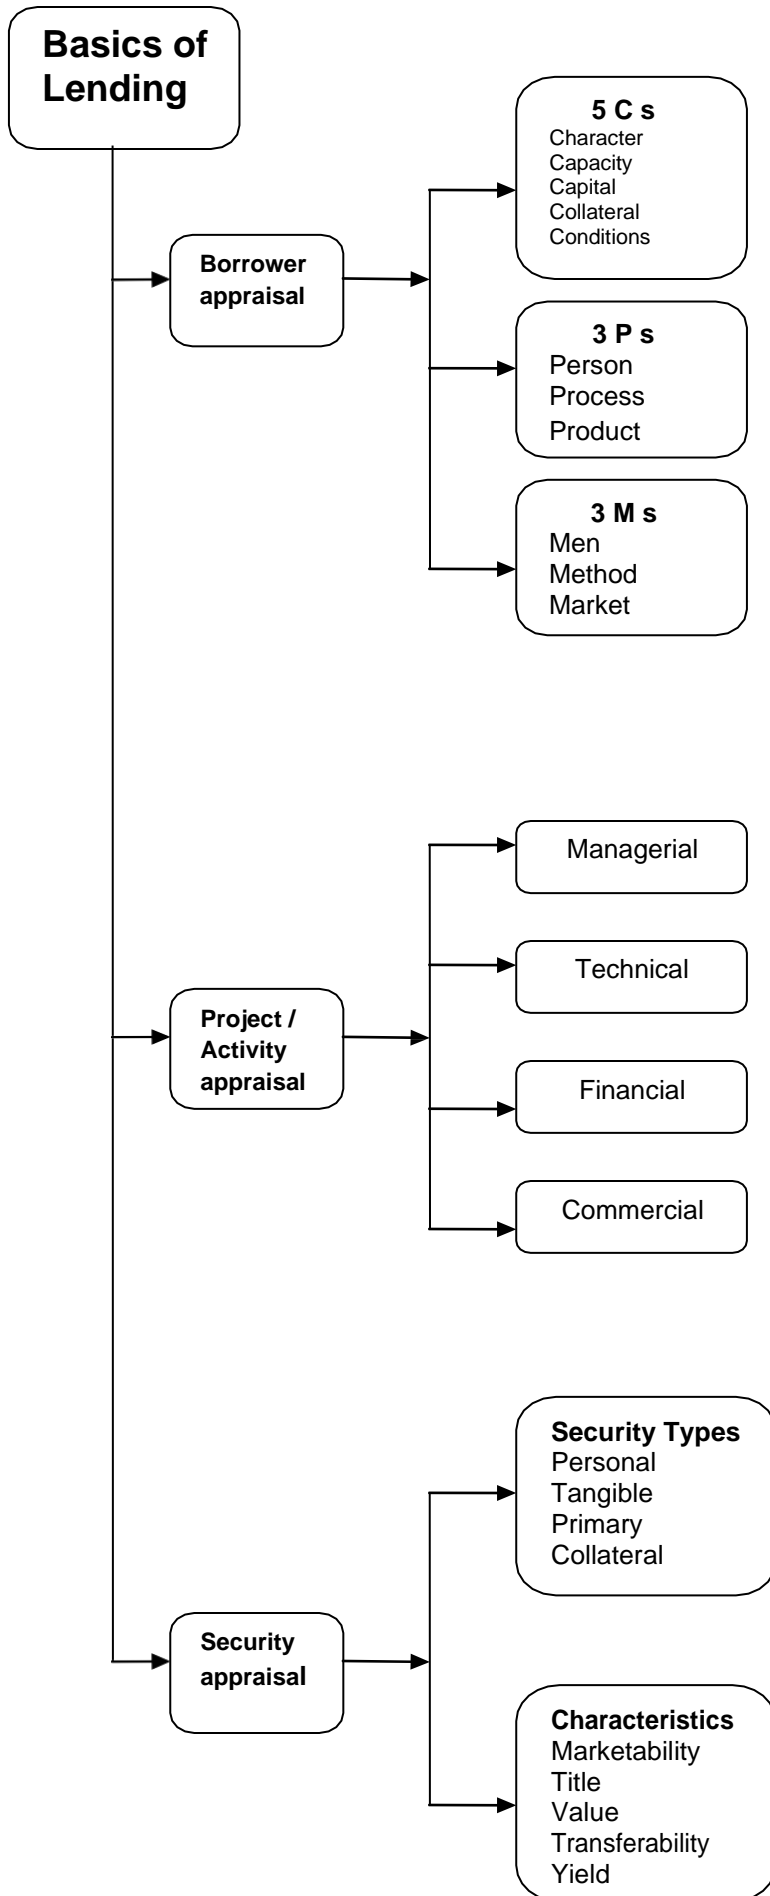 Basics of
Lending
5 C s
Character
Capacity
Capital
Collateral
Conditions
Borrower
appraisal
3 P s
Person
Process
Product
3 M s
Men
Method
Market
Managerial
Technical
Project /
Activity
appraisal
Financial
Commercial
Security Types
Personal
Tangible
Primary
Collateral
Security
appraisal
Characteristics
Marketability
Title
Value
Transferability
Yield